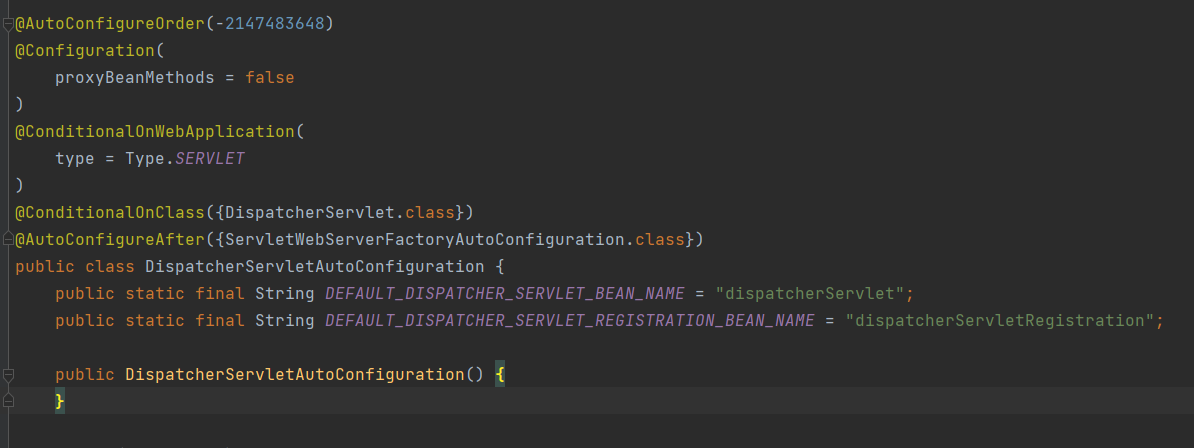 @AutoConfigureOrder(-2147483648)
@Configuration(
    proxyBeanMethods = false
)
@ConditionalOnWebApplication(
    type = Type.SERVLET
)
@ConditionalOnClass({DispatcherServlet.class})
@AutoConfigureAfter({ServletWebServerFactoryAutoConfiguration.class})
public class DispatcherServletAutoConfiguration {
    public static final String DEFAULT_DISPATCHER_SERVLET_BEAN_NAME = "dispatcherServlet";
    public static final String DEFAULT_DISPATCHER_SERVLET_REGISTRATION_BEAN_NAME = "dispatcherServletRegistration";

    public DispatcherServletAutoConfiguration() {
    }